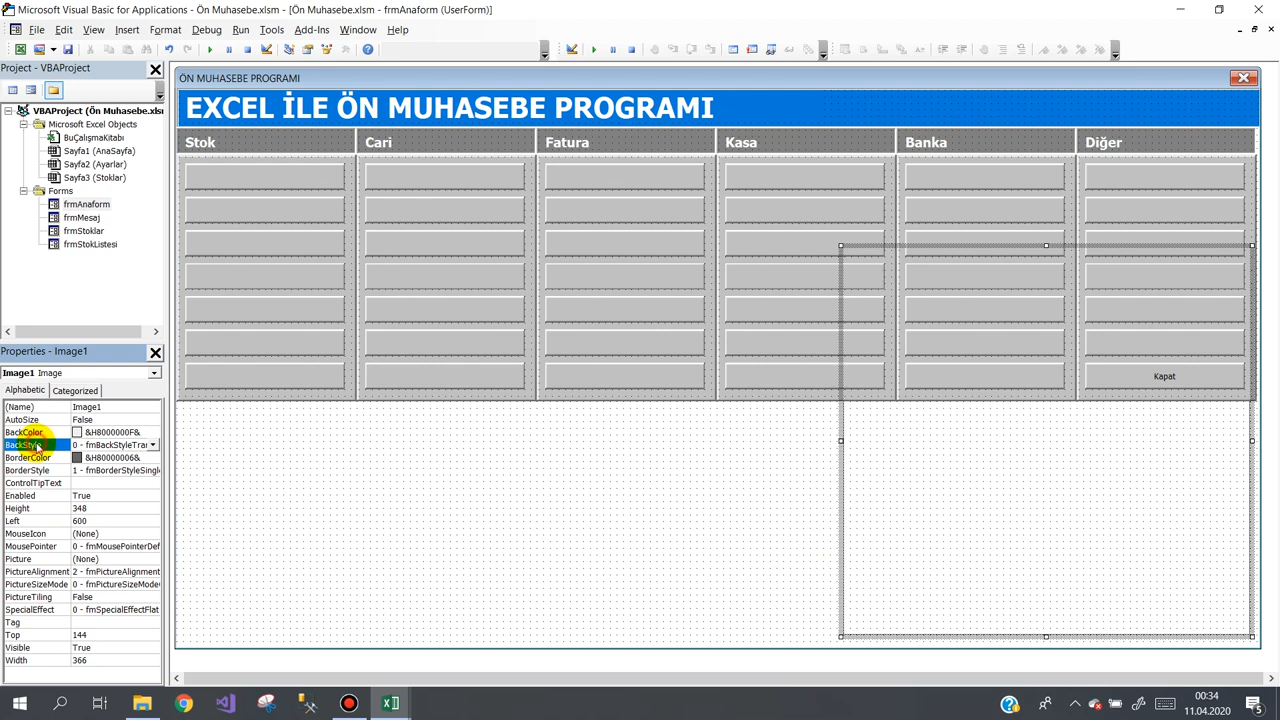 Microsoft Visual Basic for Applications - Ön Muhasebe.xlsm - [Ön Muhasebe.xlsm - frmAnaform (UserForm)]
File Edit View Insert Format Debug Run Tools Add-Ins Window Help
Project - VBAProject
VBAProject (Ön Muhasebe.xlsm
Microsoft Excel Objects
BuÇalışmaKitabı
Sayfa1 (AnaSayfa)
Sayfa2 (Ayarlar)
Sayfa3 (Stoklar)
Forms
frmAnaform
frmMesaj
frmStoklar
frmStokListesi
Properties - Image1
Image1 Image
Alphabetic Categorized
(Name) Image1
AutoSize False
BackColor &H8000000F&
BackStyle 0 - fmBackStyleTran
BorderColor &H80000006&
BorderStyle 1 - fmBorderStyleSingle
ControlTipText
Enabled True
Height 348
Left 600
MouseIcon (None)
MousePointer 0 - fmMousePointerDef
Picture (None)
PictureAlignment 2 - fmPictureAlignment
PictureSizeMode 0 - fmPictureSizeMode
PictureTiling False
SpecialEffect 0 - fmSpecialEffectFlat
Tag
Top 144
Visible True
Width 366
ÖN MUHASEBE PROGRAMI
EXCEL İLE ÖN MUHASEBE PROGRAMI
Stok Cari Fatura Kasa Banka Diğer
Kapat
00:34
11.04.2020
5